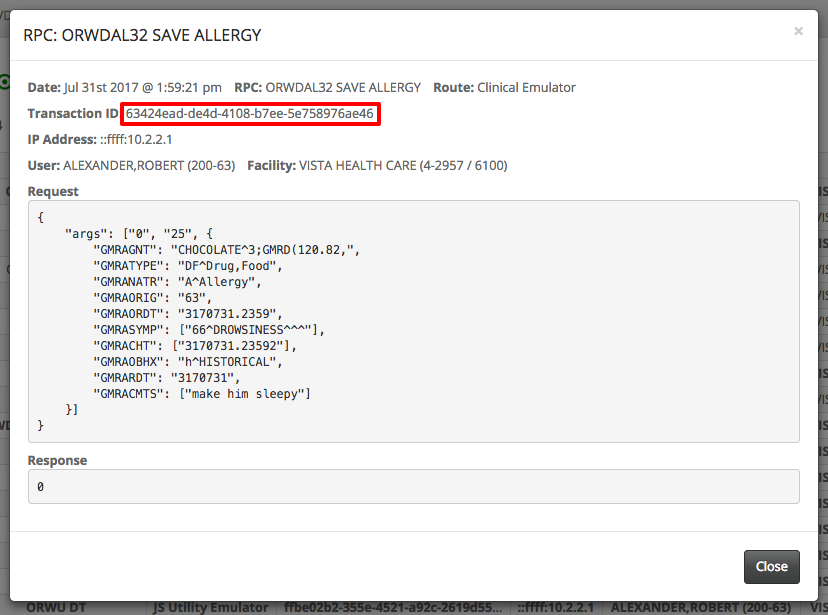 RPC: ORWDAL32 SAVE ALLERGY
×
Date: Jul 31st 2017 @ 1:59:21 pm RPC: ORWDAL32 SAVE ALLERGY Route: Clinical Emulator
Transaction ID: 63424ead-de4d-4108-b7ee-5e758976ae46
IP Address: ::ffff:10.2.2.1
User: ALEXANDER,ROBERT (200-63) Facility: VISTA HEALTH CARE (4-2957 / 6100)
Request
{
"args": ["0", "25", {
"GMRAGNT": "CHOCOLATE^3;GMRD(120.82,",
"GMRATYPE": "DF^Drug,Food",
"GMRANATR": "A^Allergy",
"GMRAORIG": "63",
"GMRAORDT": "3170731.2359",
"GMRASYMP": ["66^DROWSINESS^^^"],
"GMRACHT": ["3170731.23592"],
"GMRAOBHX": "h^HISTORICAL",
"GMRARDT": "3170731",
"GMRACMTS": ["make him sleepy"]
}]
}
Response
0
Close
ORWU DT JS Utility Emulator ffbe02b2-355e-4521-a92c-2619d55... ::ffff:10.2.2.1 ALEXANDER,ROBERT (200-63)